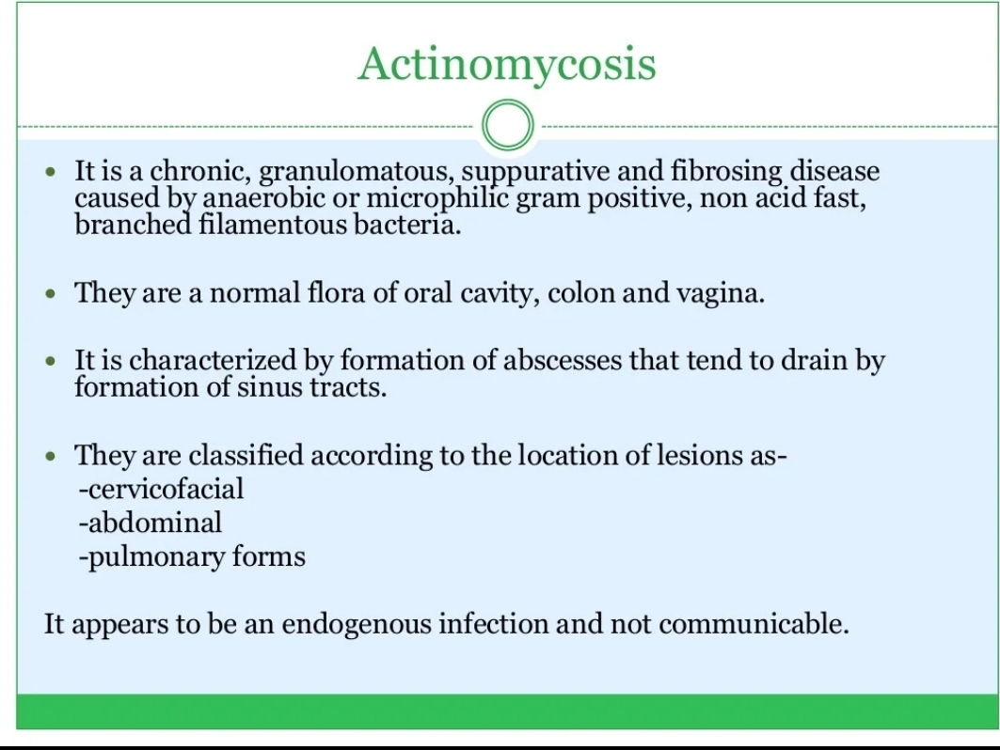 Actinomycosis
• It is a chronic, granulomatous, suppurative and fibrosing disease
caused by anaerobic or microphilic gram positive, non acid fast,
branched filamentous bacteria.
• They are a normal flora of oral cavity, colon and vagina.
• It is characterized by formation of abscesses that tend to drain by
formation of sinus tracts.
• They are classified according to the location of lesions as-
-cervicofacial
-abdominal
-pulmonary forms
It appears to be an endogenous infection and not communicable.